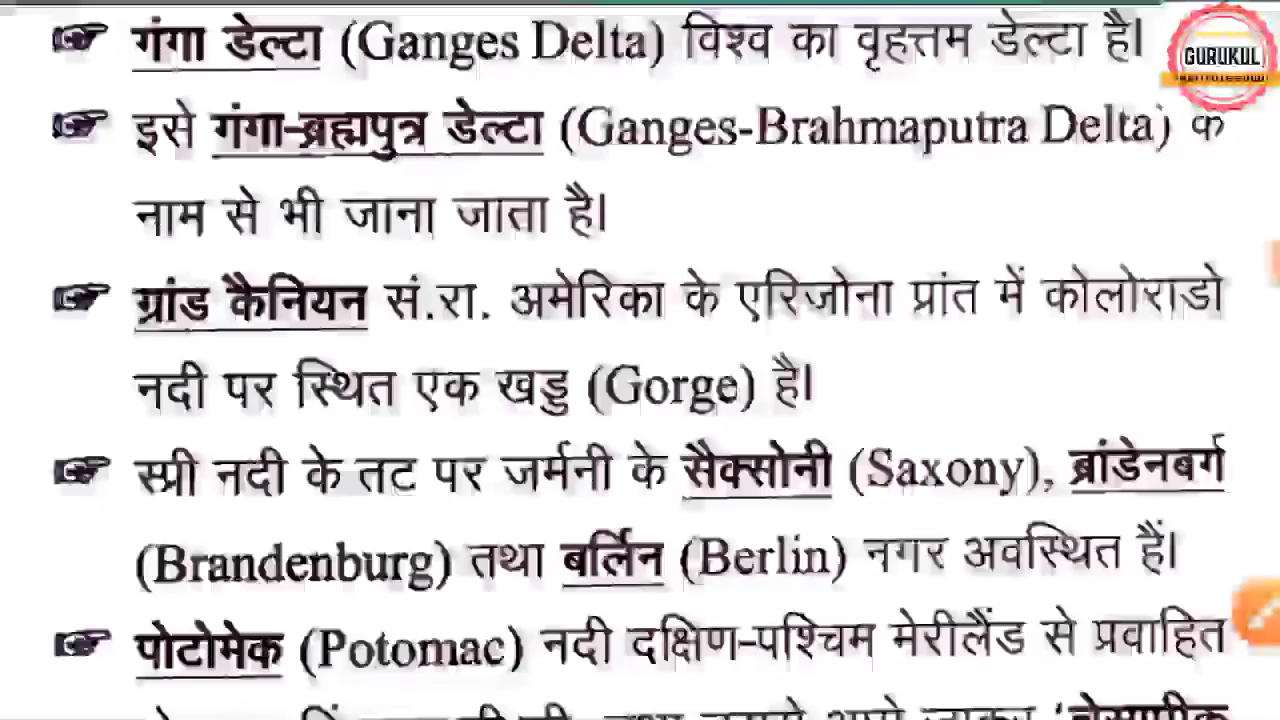 ☞ गंगा डेल्टा (Ganges Delta) विश्व का वृहत्तम डेल्टा है।
GURUKUL
☞ इसे गंगा-ब्रह्मपुत्र डेल्टा (Ganges-Brahmaputra Delta) के
नाम से भी जाना जाता है।
☞ ग्रांड कैनियन सं.रा. अमेरिका के एरिजोना प्रांत में कोलोराडो
नदी पर स्थित एक खड्ड (Gorge) है।
☞ स्प्री नदी के तट पर जर्मनी के सैक्सोनी (Saxony), ब्रांडेनबर्ग
(Brandenburg) तथा बर्लिन (Berlin) नगर अवस्थित हैं।
☞ पोटोमेक (Potomac) नदी दक्षिण-पश्चिम मेरीलैंड से प्रवाहित